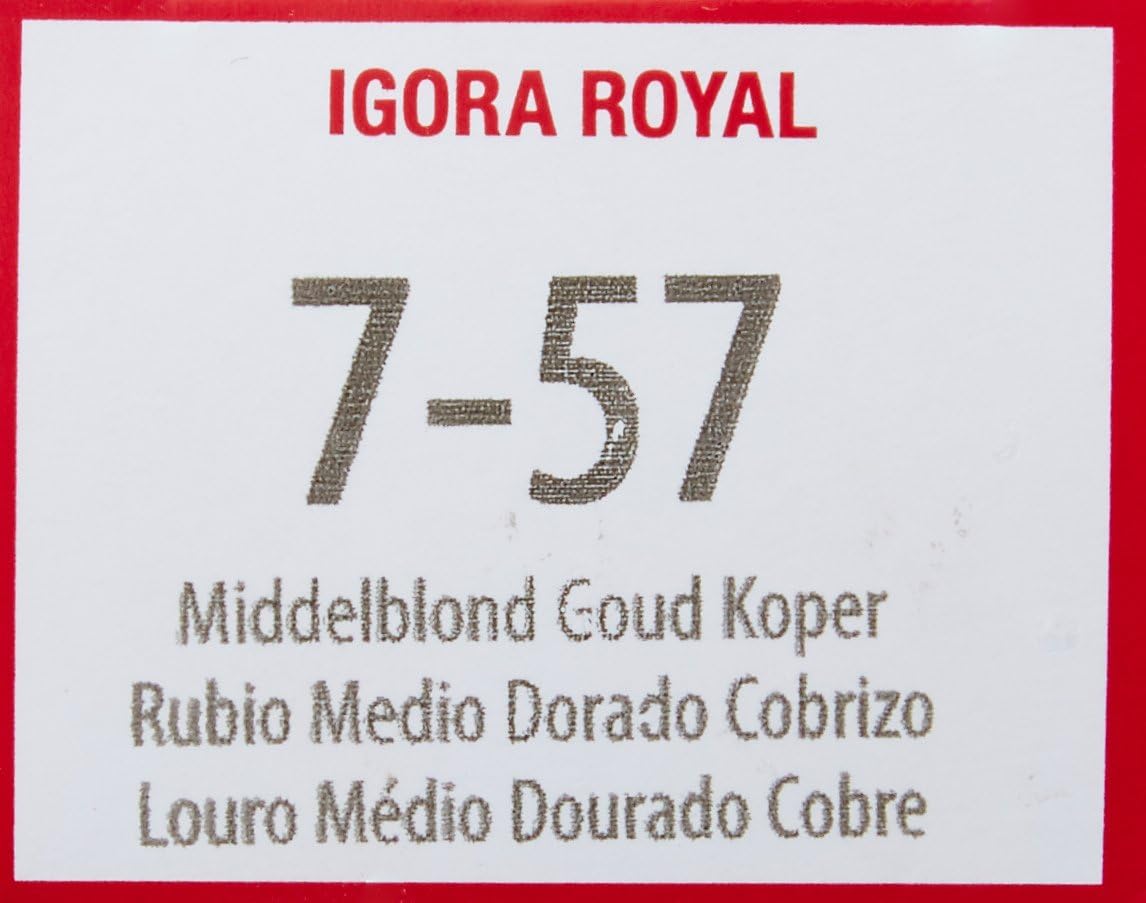 IGORA ROYAL
7-57
Middelblond Goud Koper
Rubio Medio Dorado Cobrizo
Louro Médio Dourado Cobre